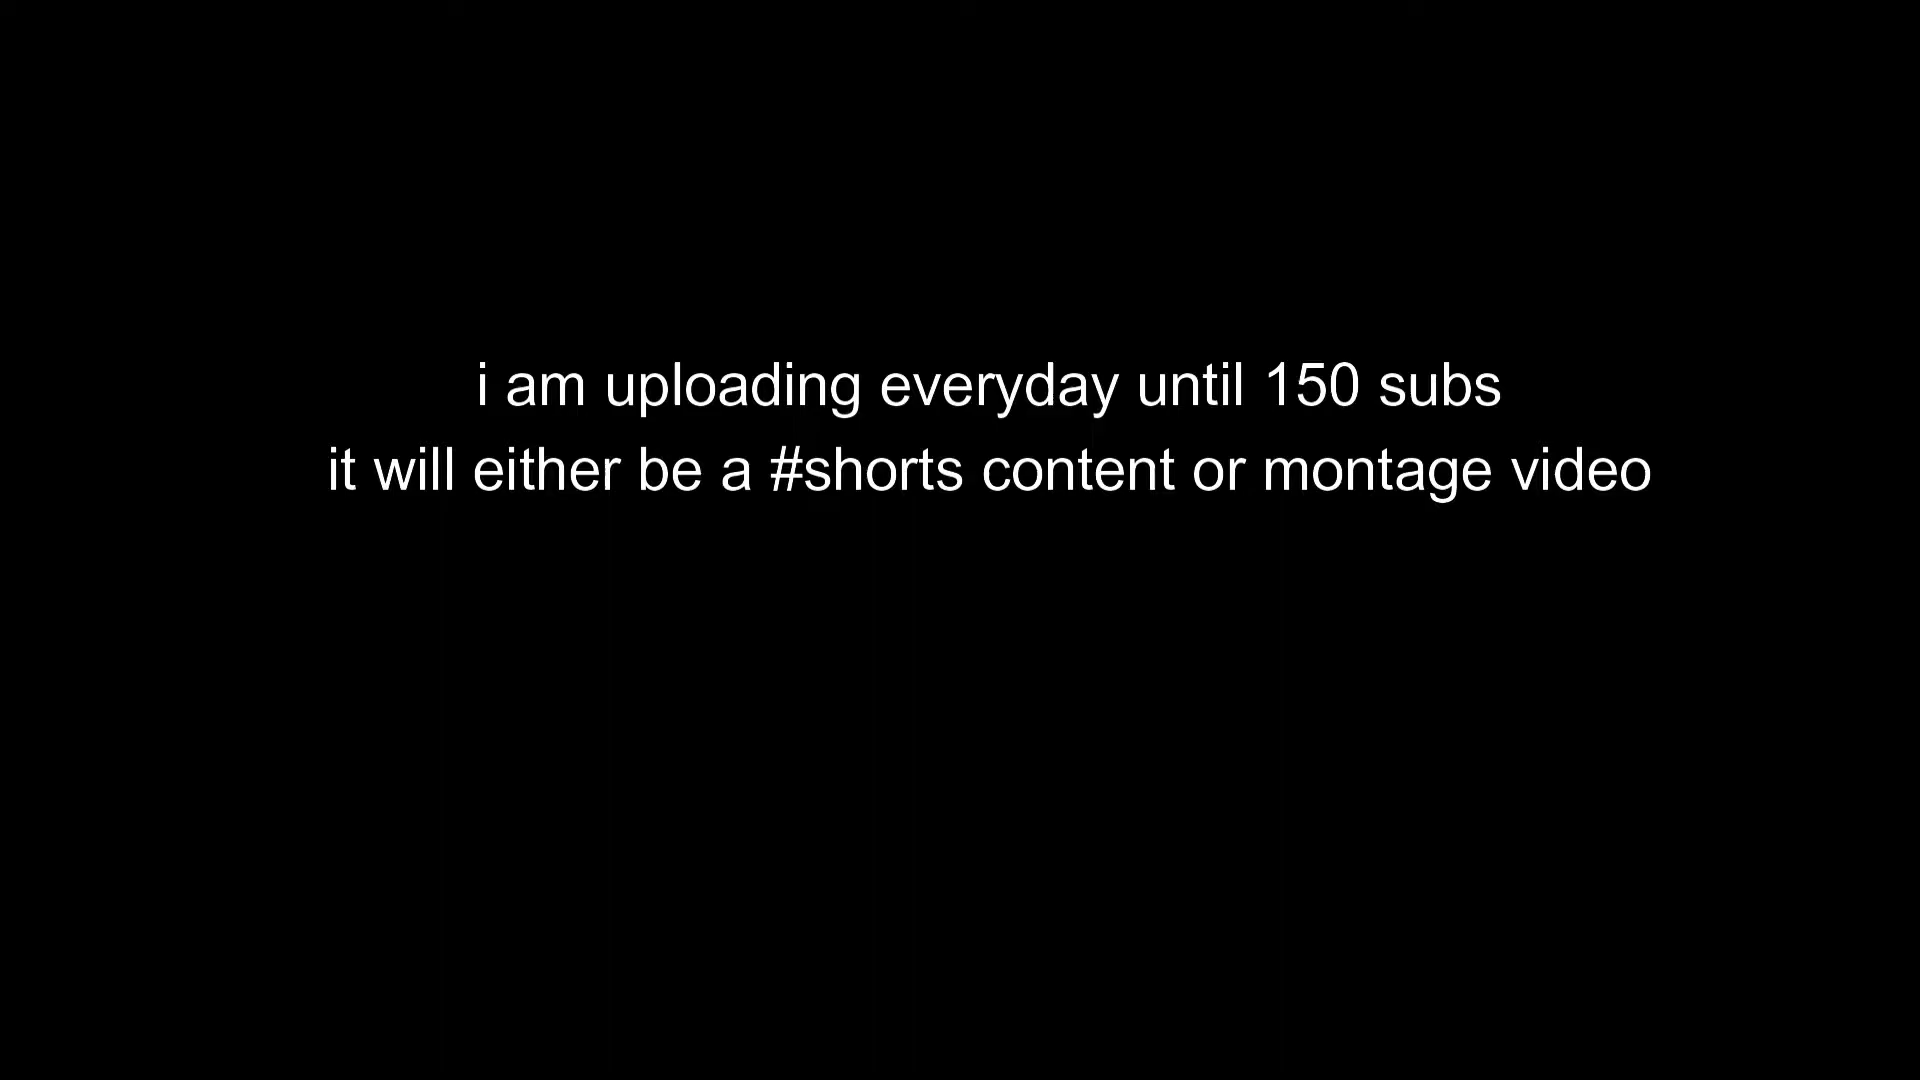 i am uploading everyday until 150 subs
it will either be a #shorts content or montage video